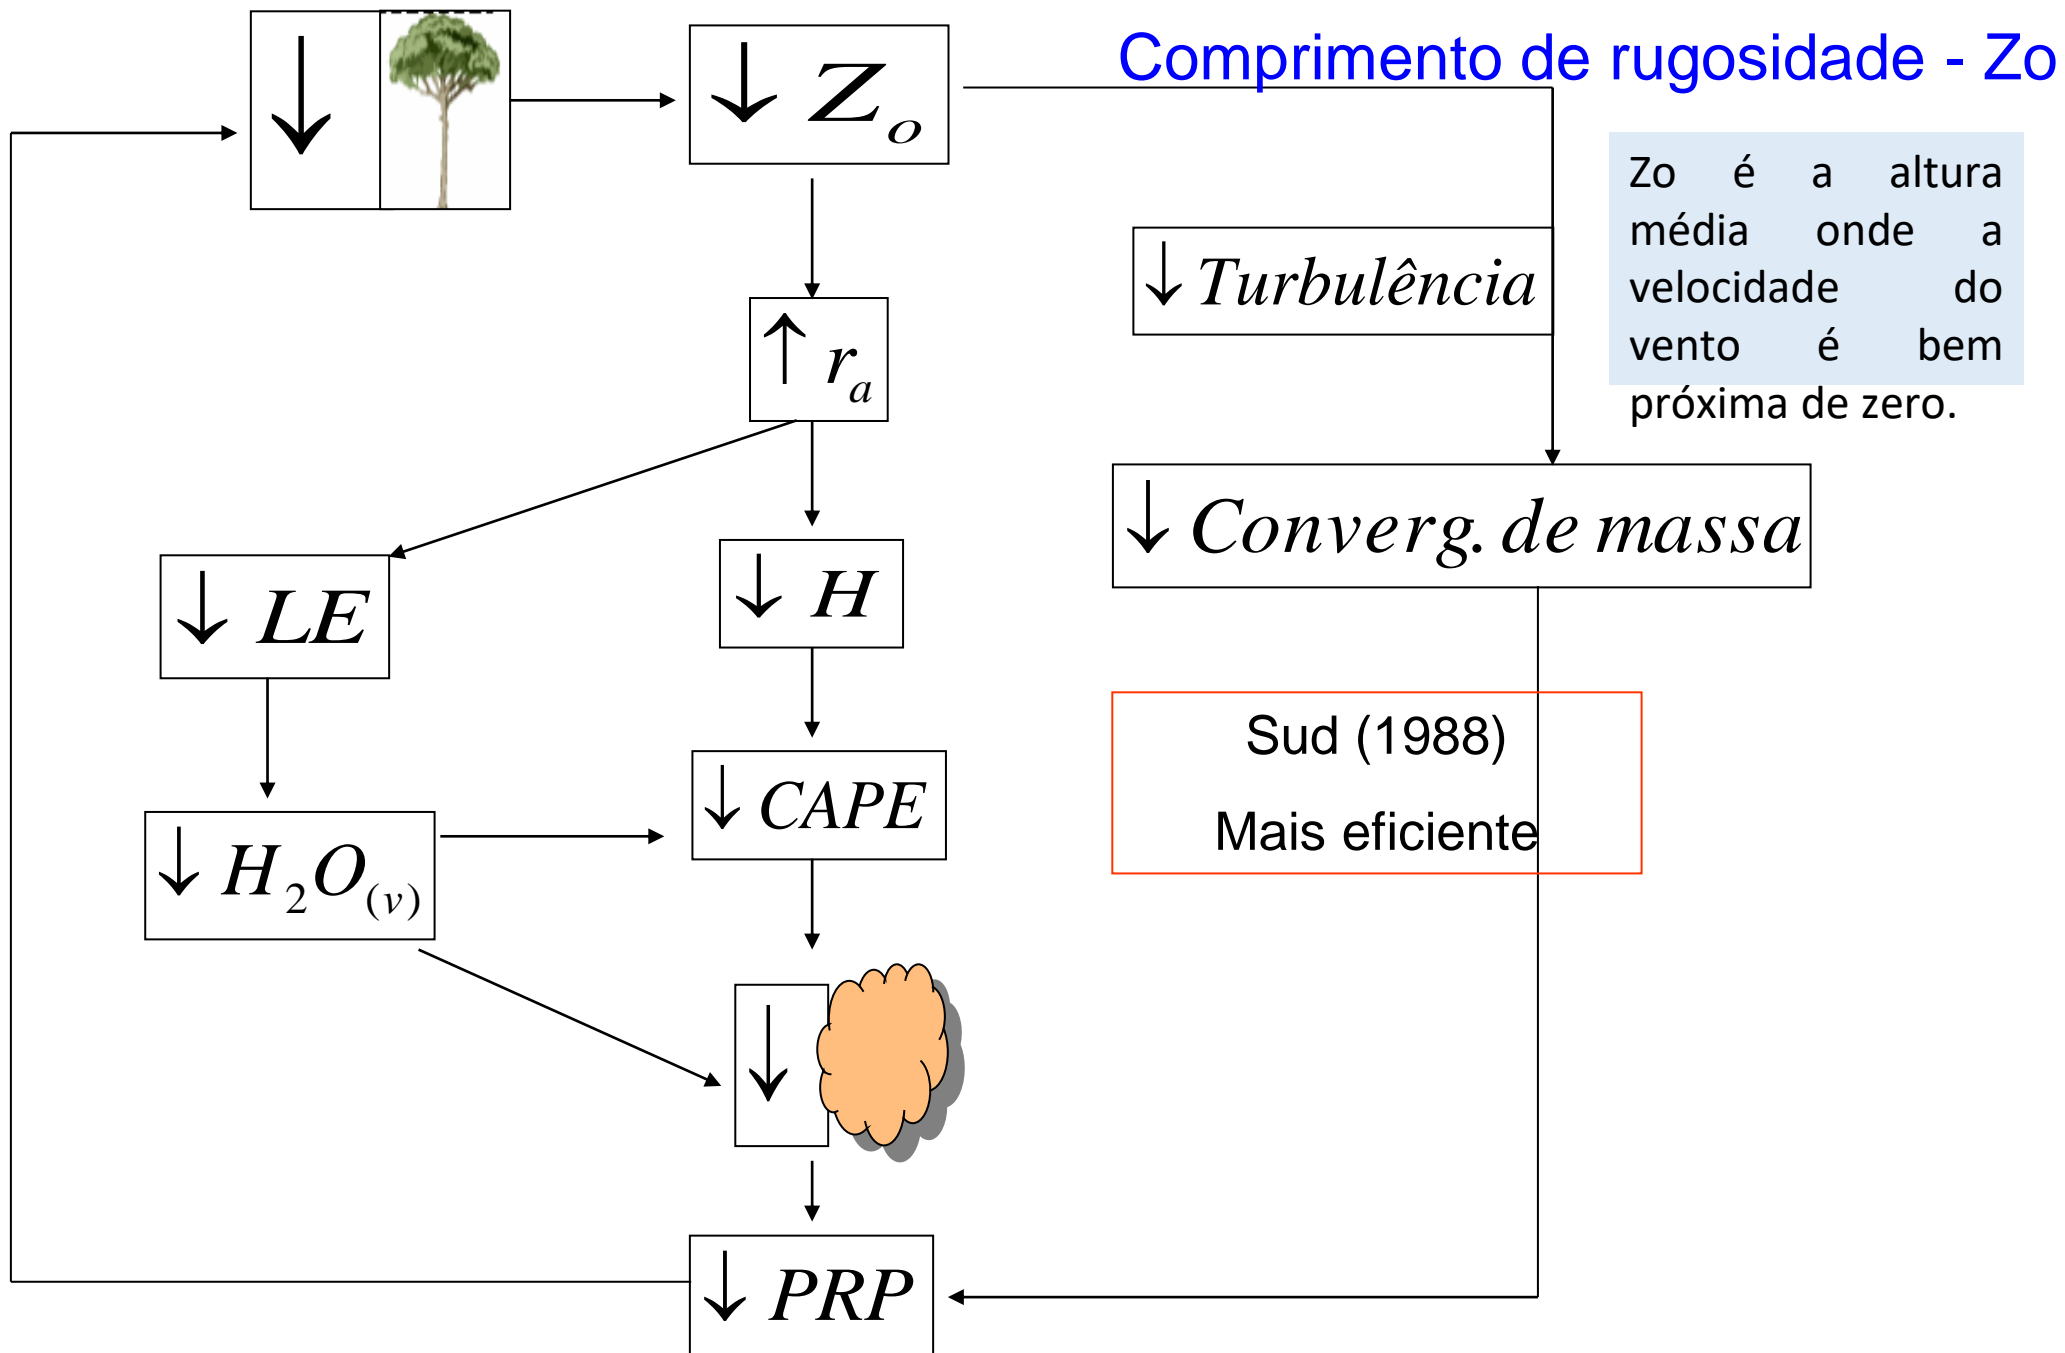 Comprimento de rugosidade - Zo
↓
↓ Zₒ
Zo é a altura
média onde a
velocidade do
vento é bem
próxima de zero.
↓ Turbulência
↑ rₐ
↓ Converg. de massa
↓ LE
↓ H
Sud (1988)
Mais eficiente
↓ CAPE
↓ H₂O₍ᵥ₎
↓
↓ PRP